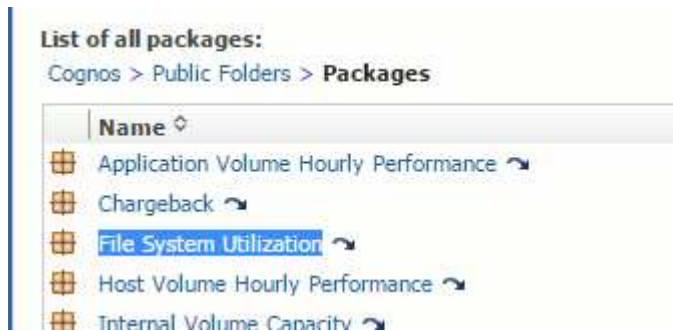 List of all packages:
Cognos > Public Folders > Packages
Name
Application Volume Hourly Performance
Chargeback
File System Utilization
Host Volume Hourly Performance
Internal Volume Capacity